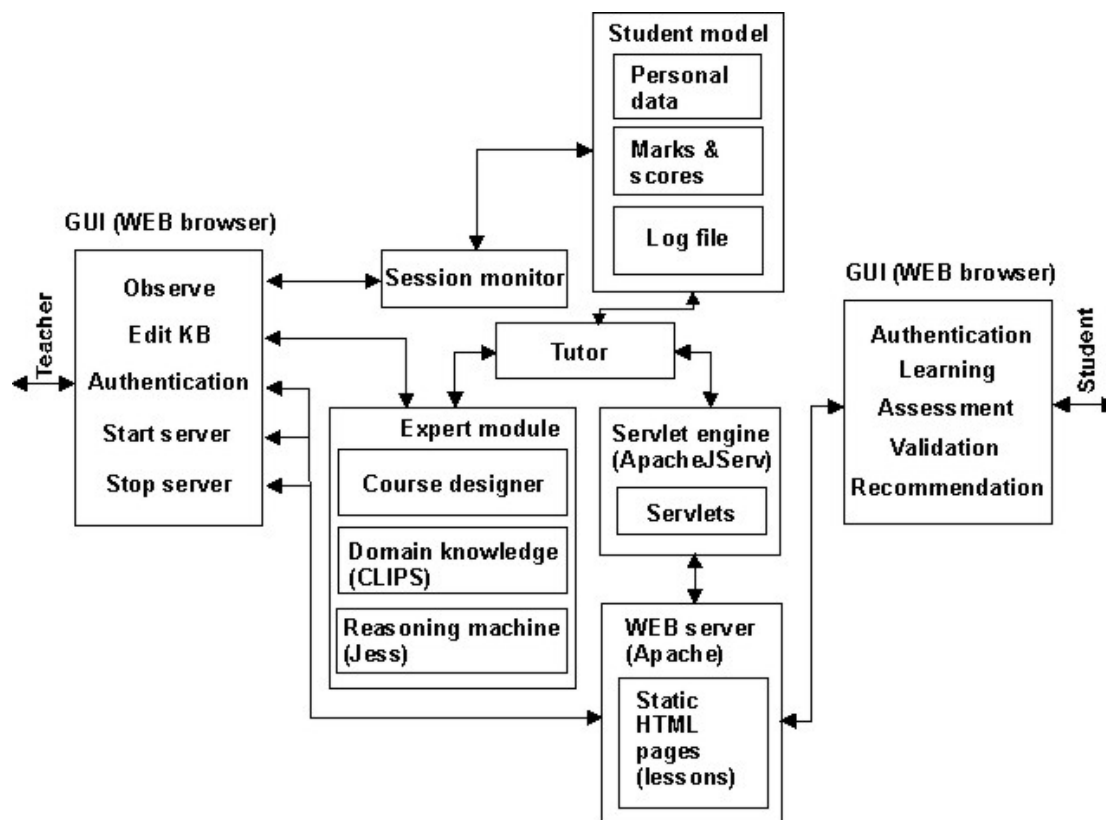 Student model
Personal
data
Marks &
scores
Log file
GUI (WEB browser)
Observe
Edit KB
Authentication
Start server
Stop server
Teacher
Session monitor
Tutor
Expert module
Course designer
Domain knowledge
(CLIPS)
Reasoning machine
(Jess)
Servlet engine
(ApacheJServ)
Servlets
WEB server
(Apache)
Static
HTML
pages
(lessons)
GUI (WEB browser)
Authentication
Learning
Assessment
Validation
Recommendation
Student